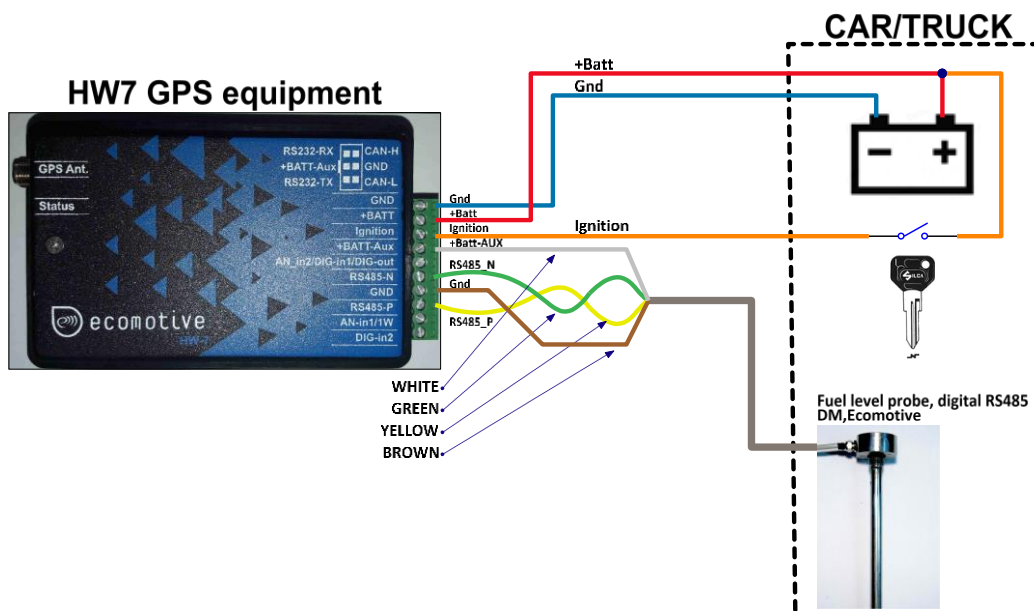 CAR/TRUCK
+Batt
Gnd
HW7 GPS equipment
RS232-RX
CAN-H
GPS Ant.
+BATT-Aux
GND
RS232-TX
CAN-L
Status
GND
Gnd
+BATT
+Batt
Ignition
Ignition
Ignition
+BATT-Aux
+Batt-AUX
AN_in2/DIG-in1/DIG-out
RS485-N
RS485_N
GND
Gnd
RS485-P
RS485_P
ecomotive
AN-in1/1W
HW-7
DIG-in2
SILCA
WHITE
GREEN
YELLOW
BROWN
Fuel level probe, digital RS485
DM,Ecomotive